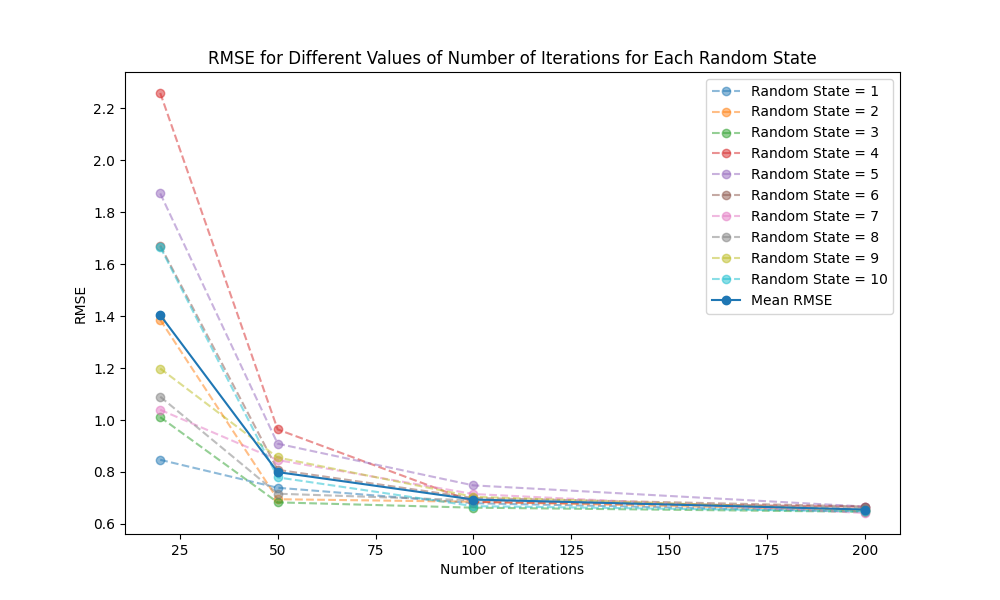 RMSE for Different Values of Number of Iterations for Each Random State
RMSE
2.2
2.0
1.8
1.6
1.4
1.2
1.0
0.8
0.6
Random State = 1
Random State = 2
Random State = 3
Random State = 4
Random State = 5
Random State = 6
Random State = 7
Random State = 8
Random State = 9
Random State = 10
Mean RMSE
25 50 75 100 125 150 175 200
Number of Iterations